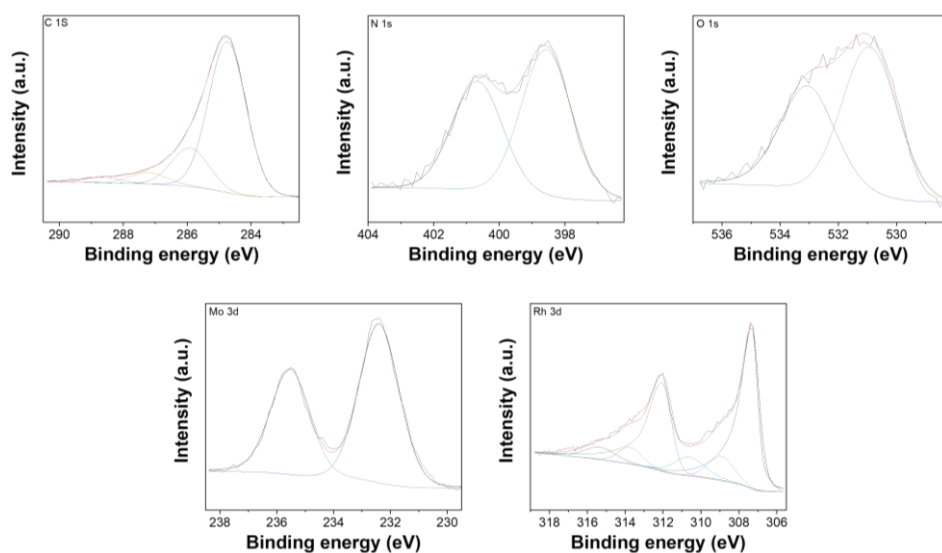 C 1S
Intensity (a.u.)
290 288 286 284
Binding energy (eV)
N 1s
Intensity (a.u.)
404 402 400 398
Binding energy (eV)
O 1s
Intensity (a.u.)
536 534 532 530
Binding energy (eV)
Mo 3d
Intensity (a.u.)
238 236 234 232 230
Binding energy (eV)
Rh 3d
Intensity (a.u.)
318 316 314 312 310 308 306
Binding energy (eV)